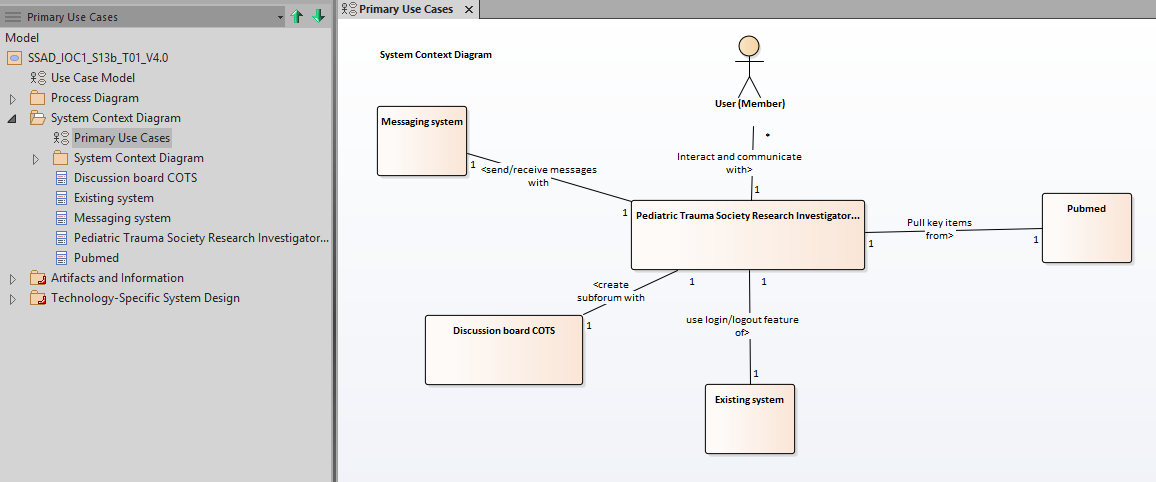 Primary Use Cases
Model
SSAD_IOC1_S13b_T01_V4.0
Use Case Model
Process Diagram
System Context Diagram
Primary Use Cases
System Context Diagram
Discussion board COTS
Existing system
Messaging system
Pediatric Trauma Society Research Investigator...
Pubmed
Artifacts and Information
Technology-Specific System Design
Primary Use Cases
System Context Diagram
User (Member)
*
Interact and communicate
with>
1
Messaging system
1
<send/receive messages
with
1
Pediatric Trauma Society Research Investigator...
1
Pull key items
from>
1
Pubmed
1
<create
subforum with
1
Discussion board COTS
1
use login/logout feature
of>
1
Existing system